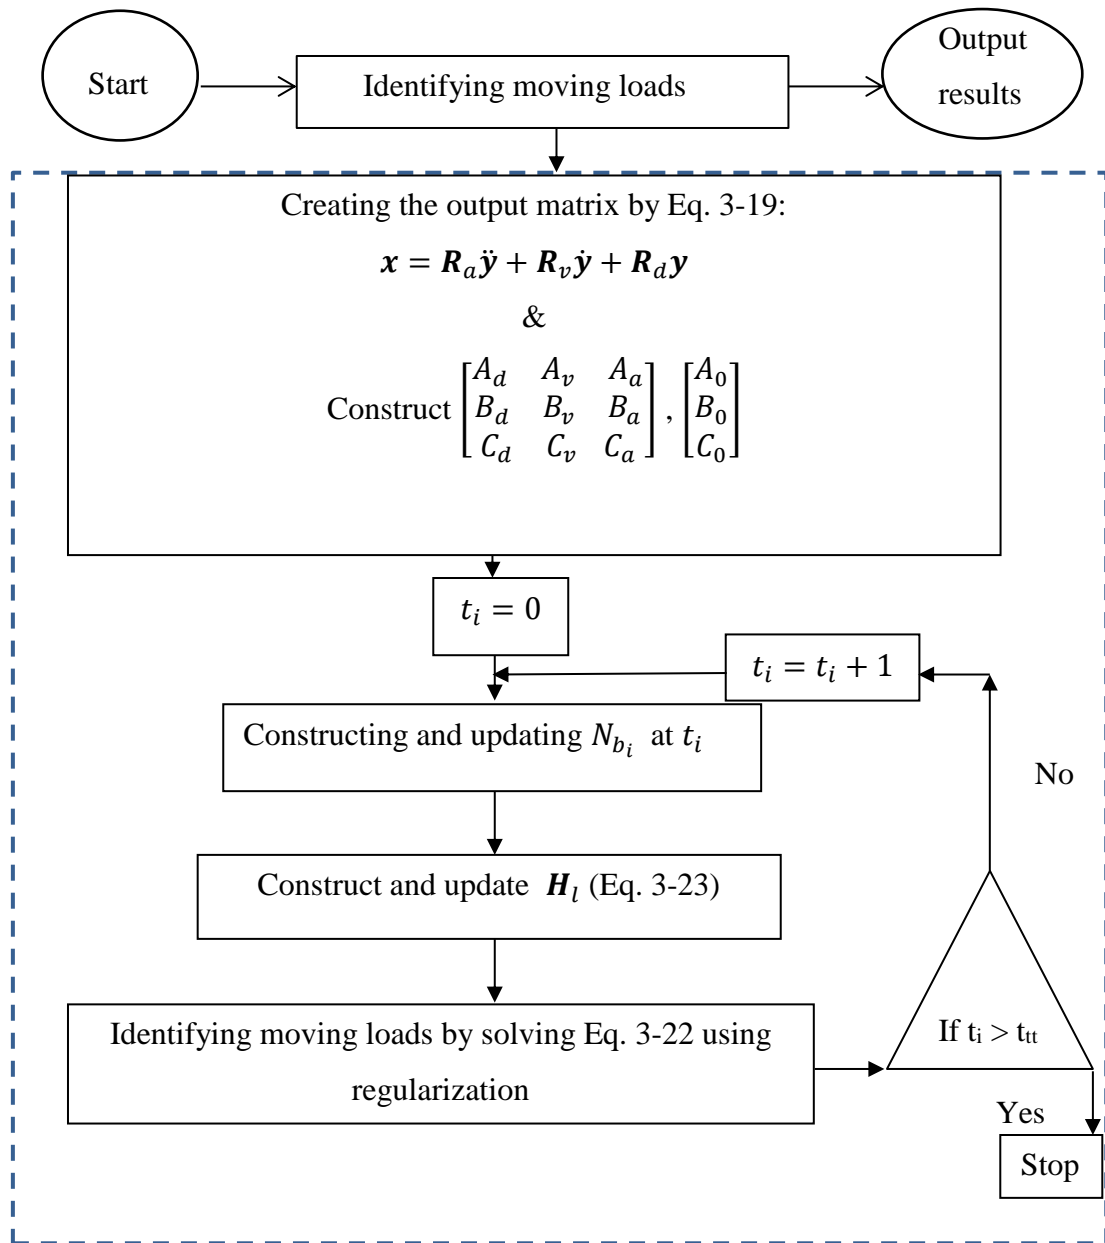 Start
Identifying moving loads
Output
results
Creating the output matrix by Eq. 3-19:
𝒙 = 𝑹ₐ𝒚̈ + 𝑹ᵥ𝒚̇ + 𝑹_d𝒚
&
Construct [A_d A_v A_a; B_d B_v B_a; C_d C_v C_a] , [A_0; B_0; C_0]
t_i = 0
t_i = t_i + 1
Constructing and updating N_{b_i} at t_i
No
Construct and update H_l (Eq. 3-23)
Identifying moving loads by solving Eq. 3-22 using
regularization
If t_i > t_tt
Yes
Stop